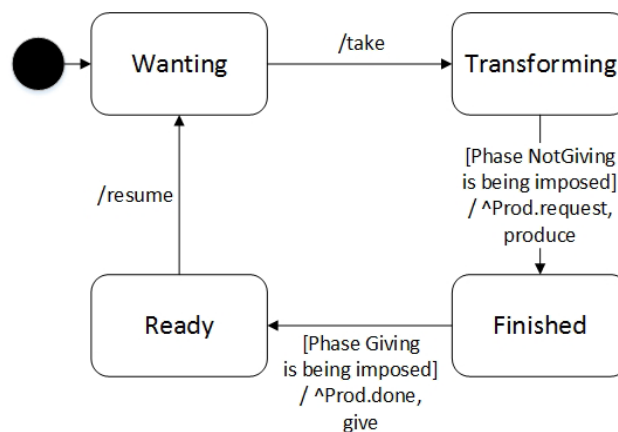 Wanting
/take
Transforming
[Phase NotGiving
is being imposed]
/ ^Prod.request,
produce
/resume
Ready
[Phase Giving
is being imposed]
/ ^Prod.done,
give
Finished